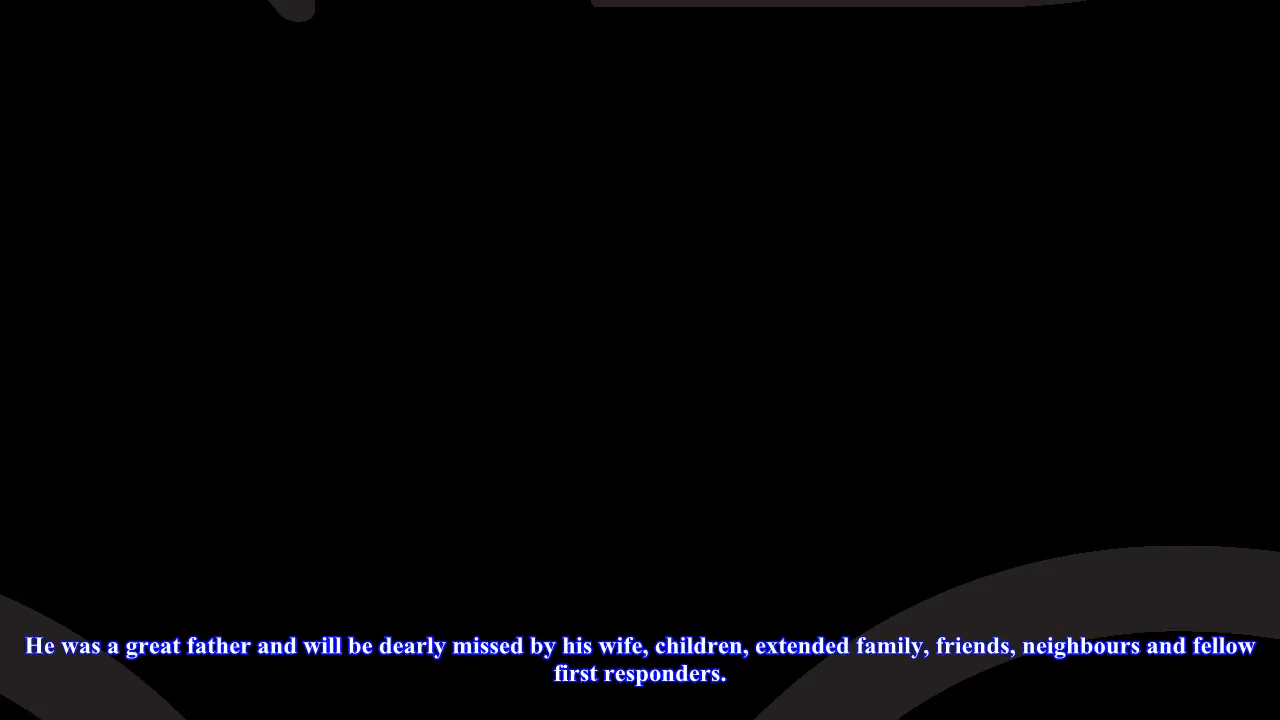 He was a great father and will be dearly missed by his wife, children, extended family, friends, neighbours and fellow
first responders.